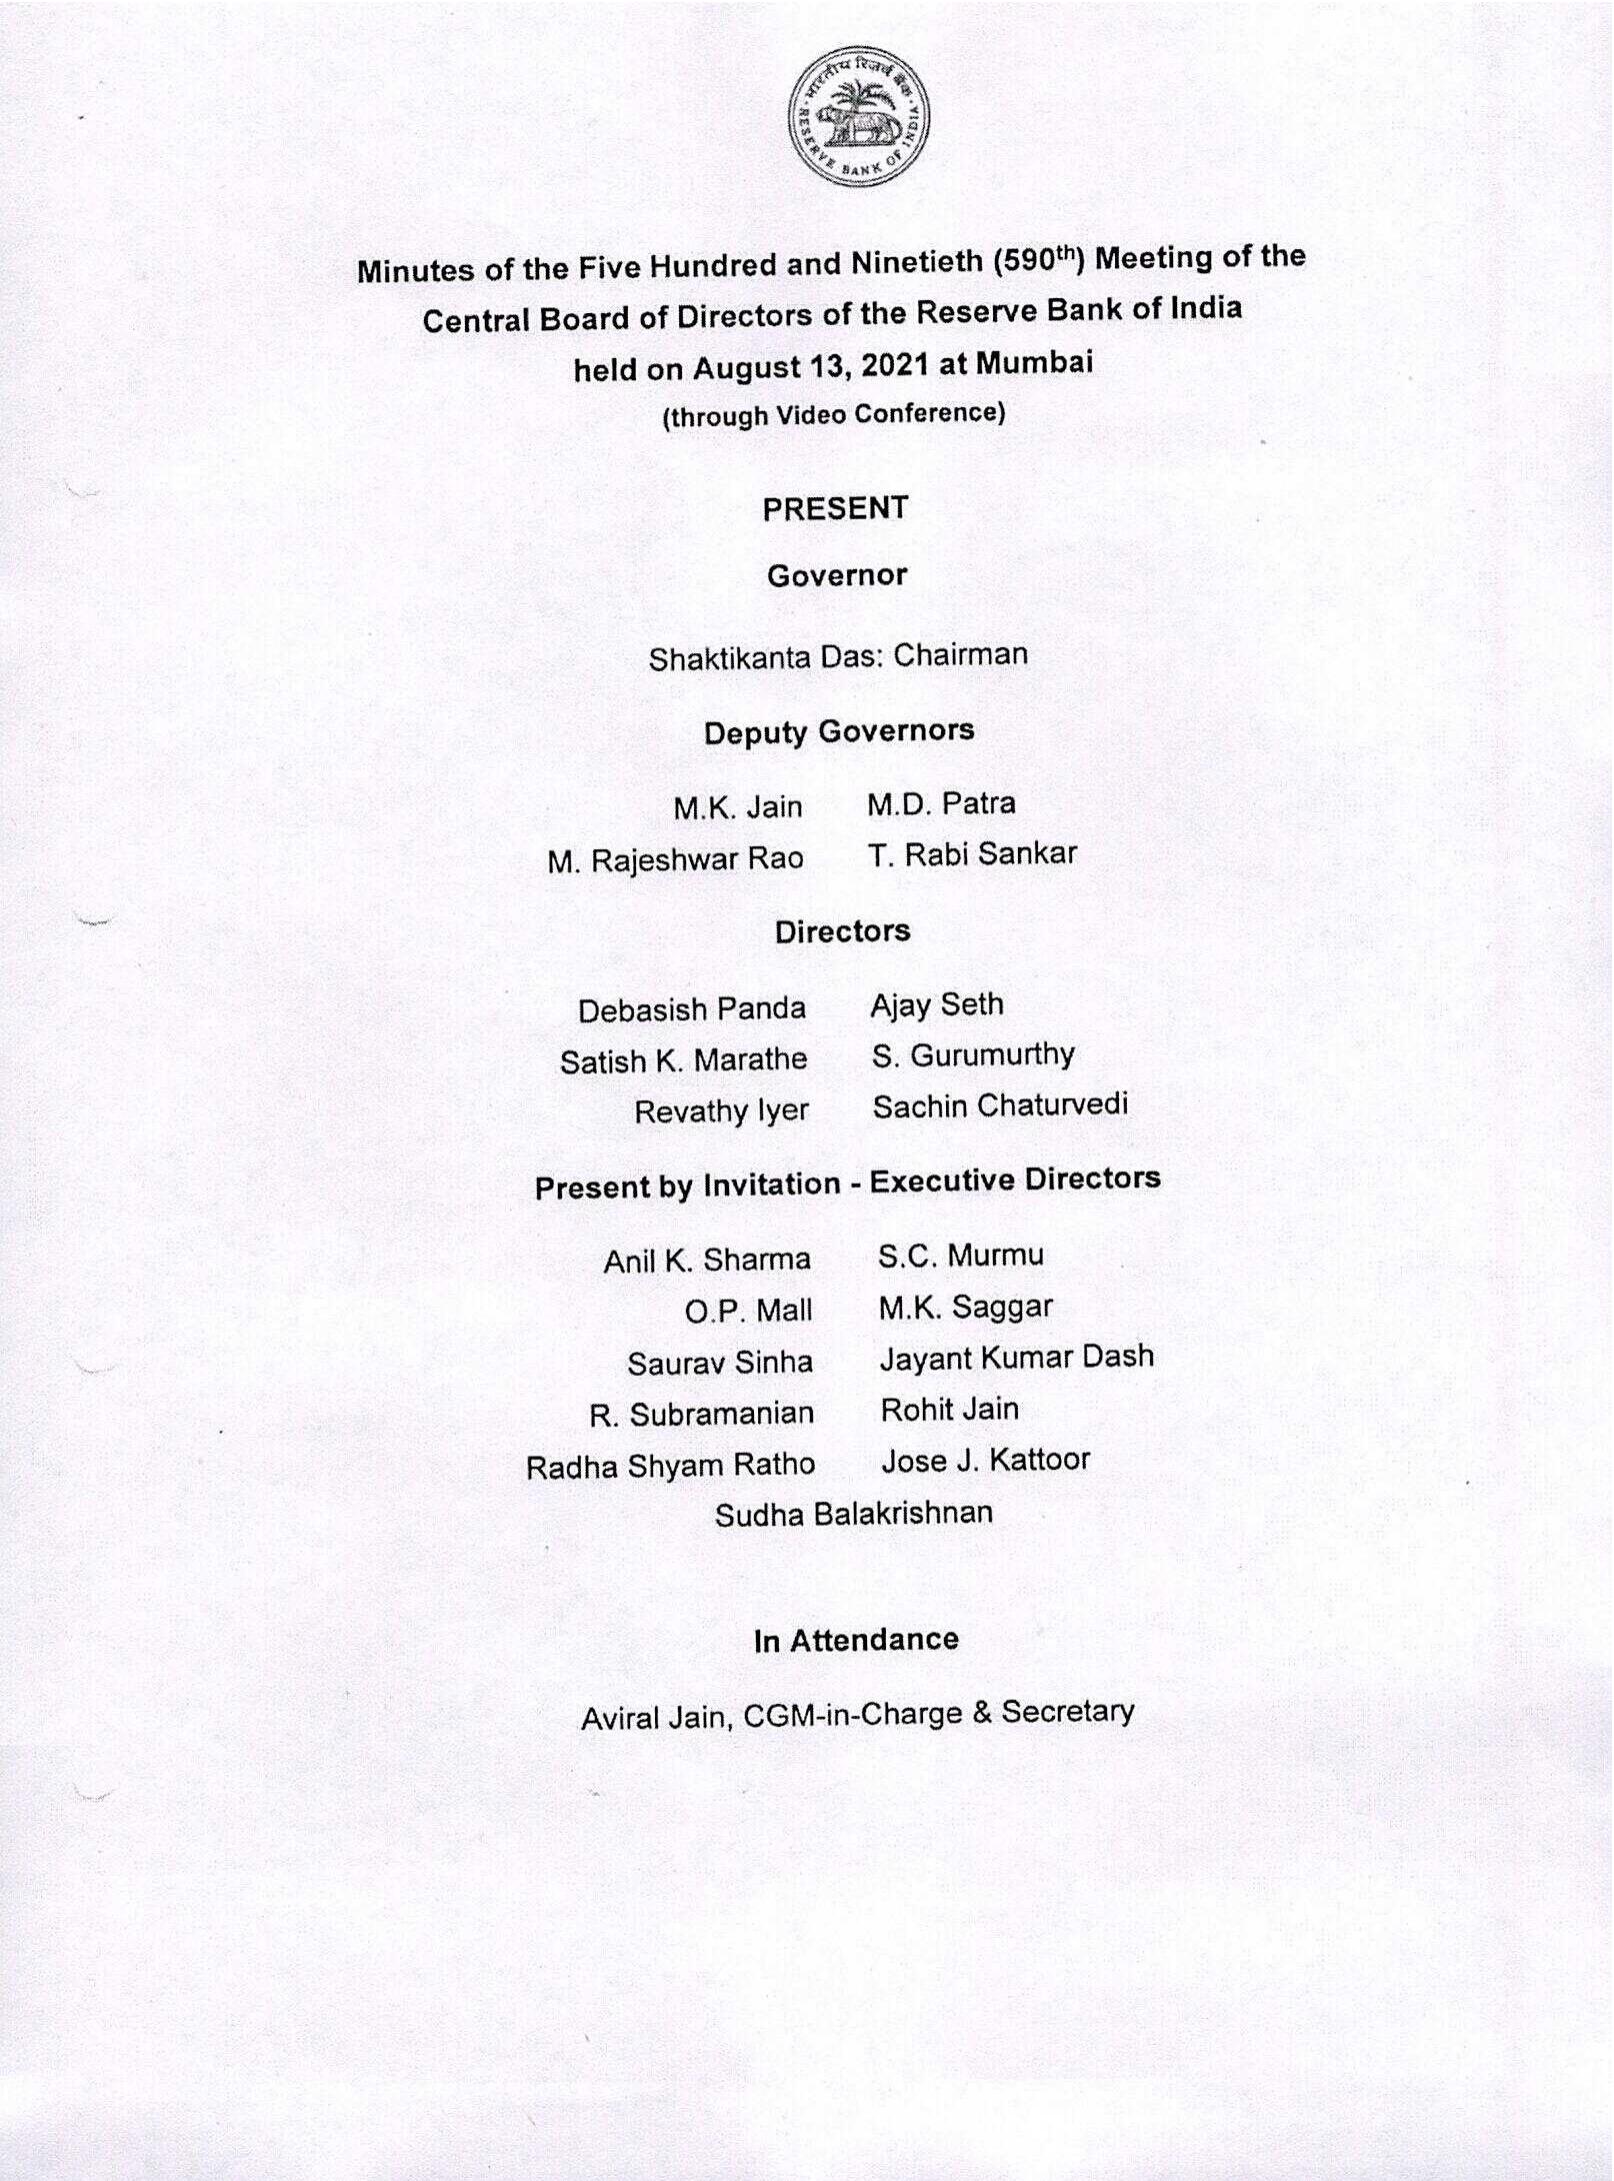 भारतीय रिज़र्व बैंक
RESERVE BANK OF INDIA
Minutes of the Five Hundred and Ninetieth (590th) Meeting of the
Central Board of Directors of the Reserve Bank of India
held on August 13, 2021 at Mumbai
(through Video Conference)
PRESENT
Governor
Shaktikanta Das: Chairman
Deputy Governors
M.K. Jain M.D. Patra
M. Rajeshwar Rao T. Rabi Sankar
Directors
Debasish Panda Ajay Seth
Satish K. Marathe S. Gurumurthy
Revathy Iyer Sachin Chaturvedi
Present by Invitation - Executive Directors
Anil K. Sharma S.C. Murmu
O.P. Mall M.K. Saggar
Saurav Sinha Jayant Kumar Dash
R. Subramanian Rohit Jain
Radha Shyam Ratho Jose J. Kattoor
Sudha Balakrishnan
In Attendance
Aviral Jain, CGM-in-Charge & Secretary